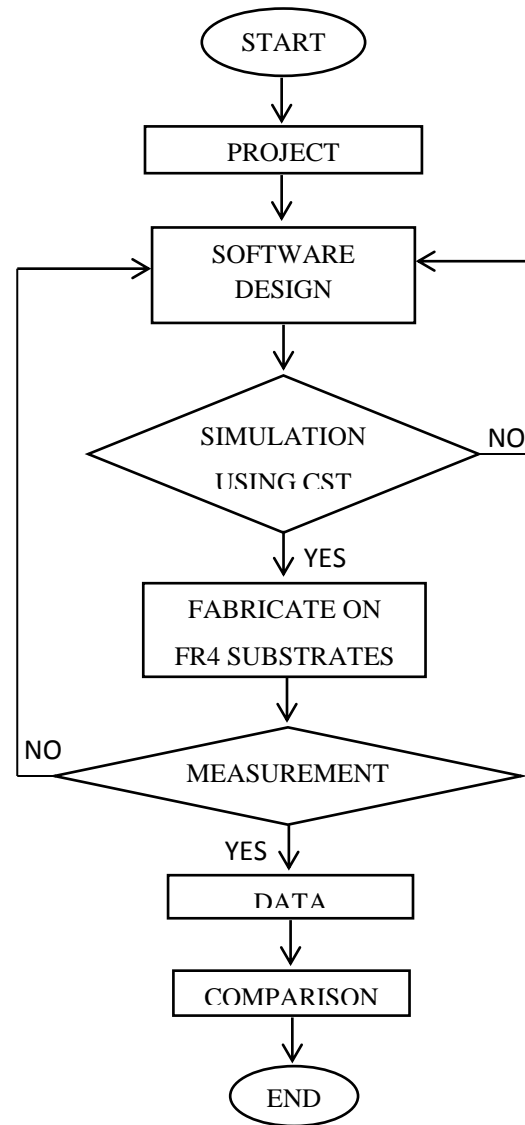 START
PROJECT
SOFTWARE
DESIGN
SIMULATION
NO
USING CST
YES
FABRICATE ON
FR4 SUBSTRATES
NO
MEASUREMENT
YES
DATA
COMPARISON
END